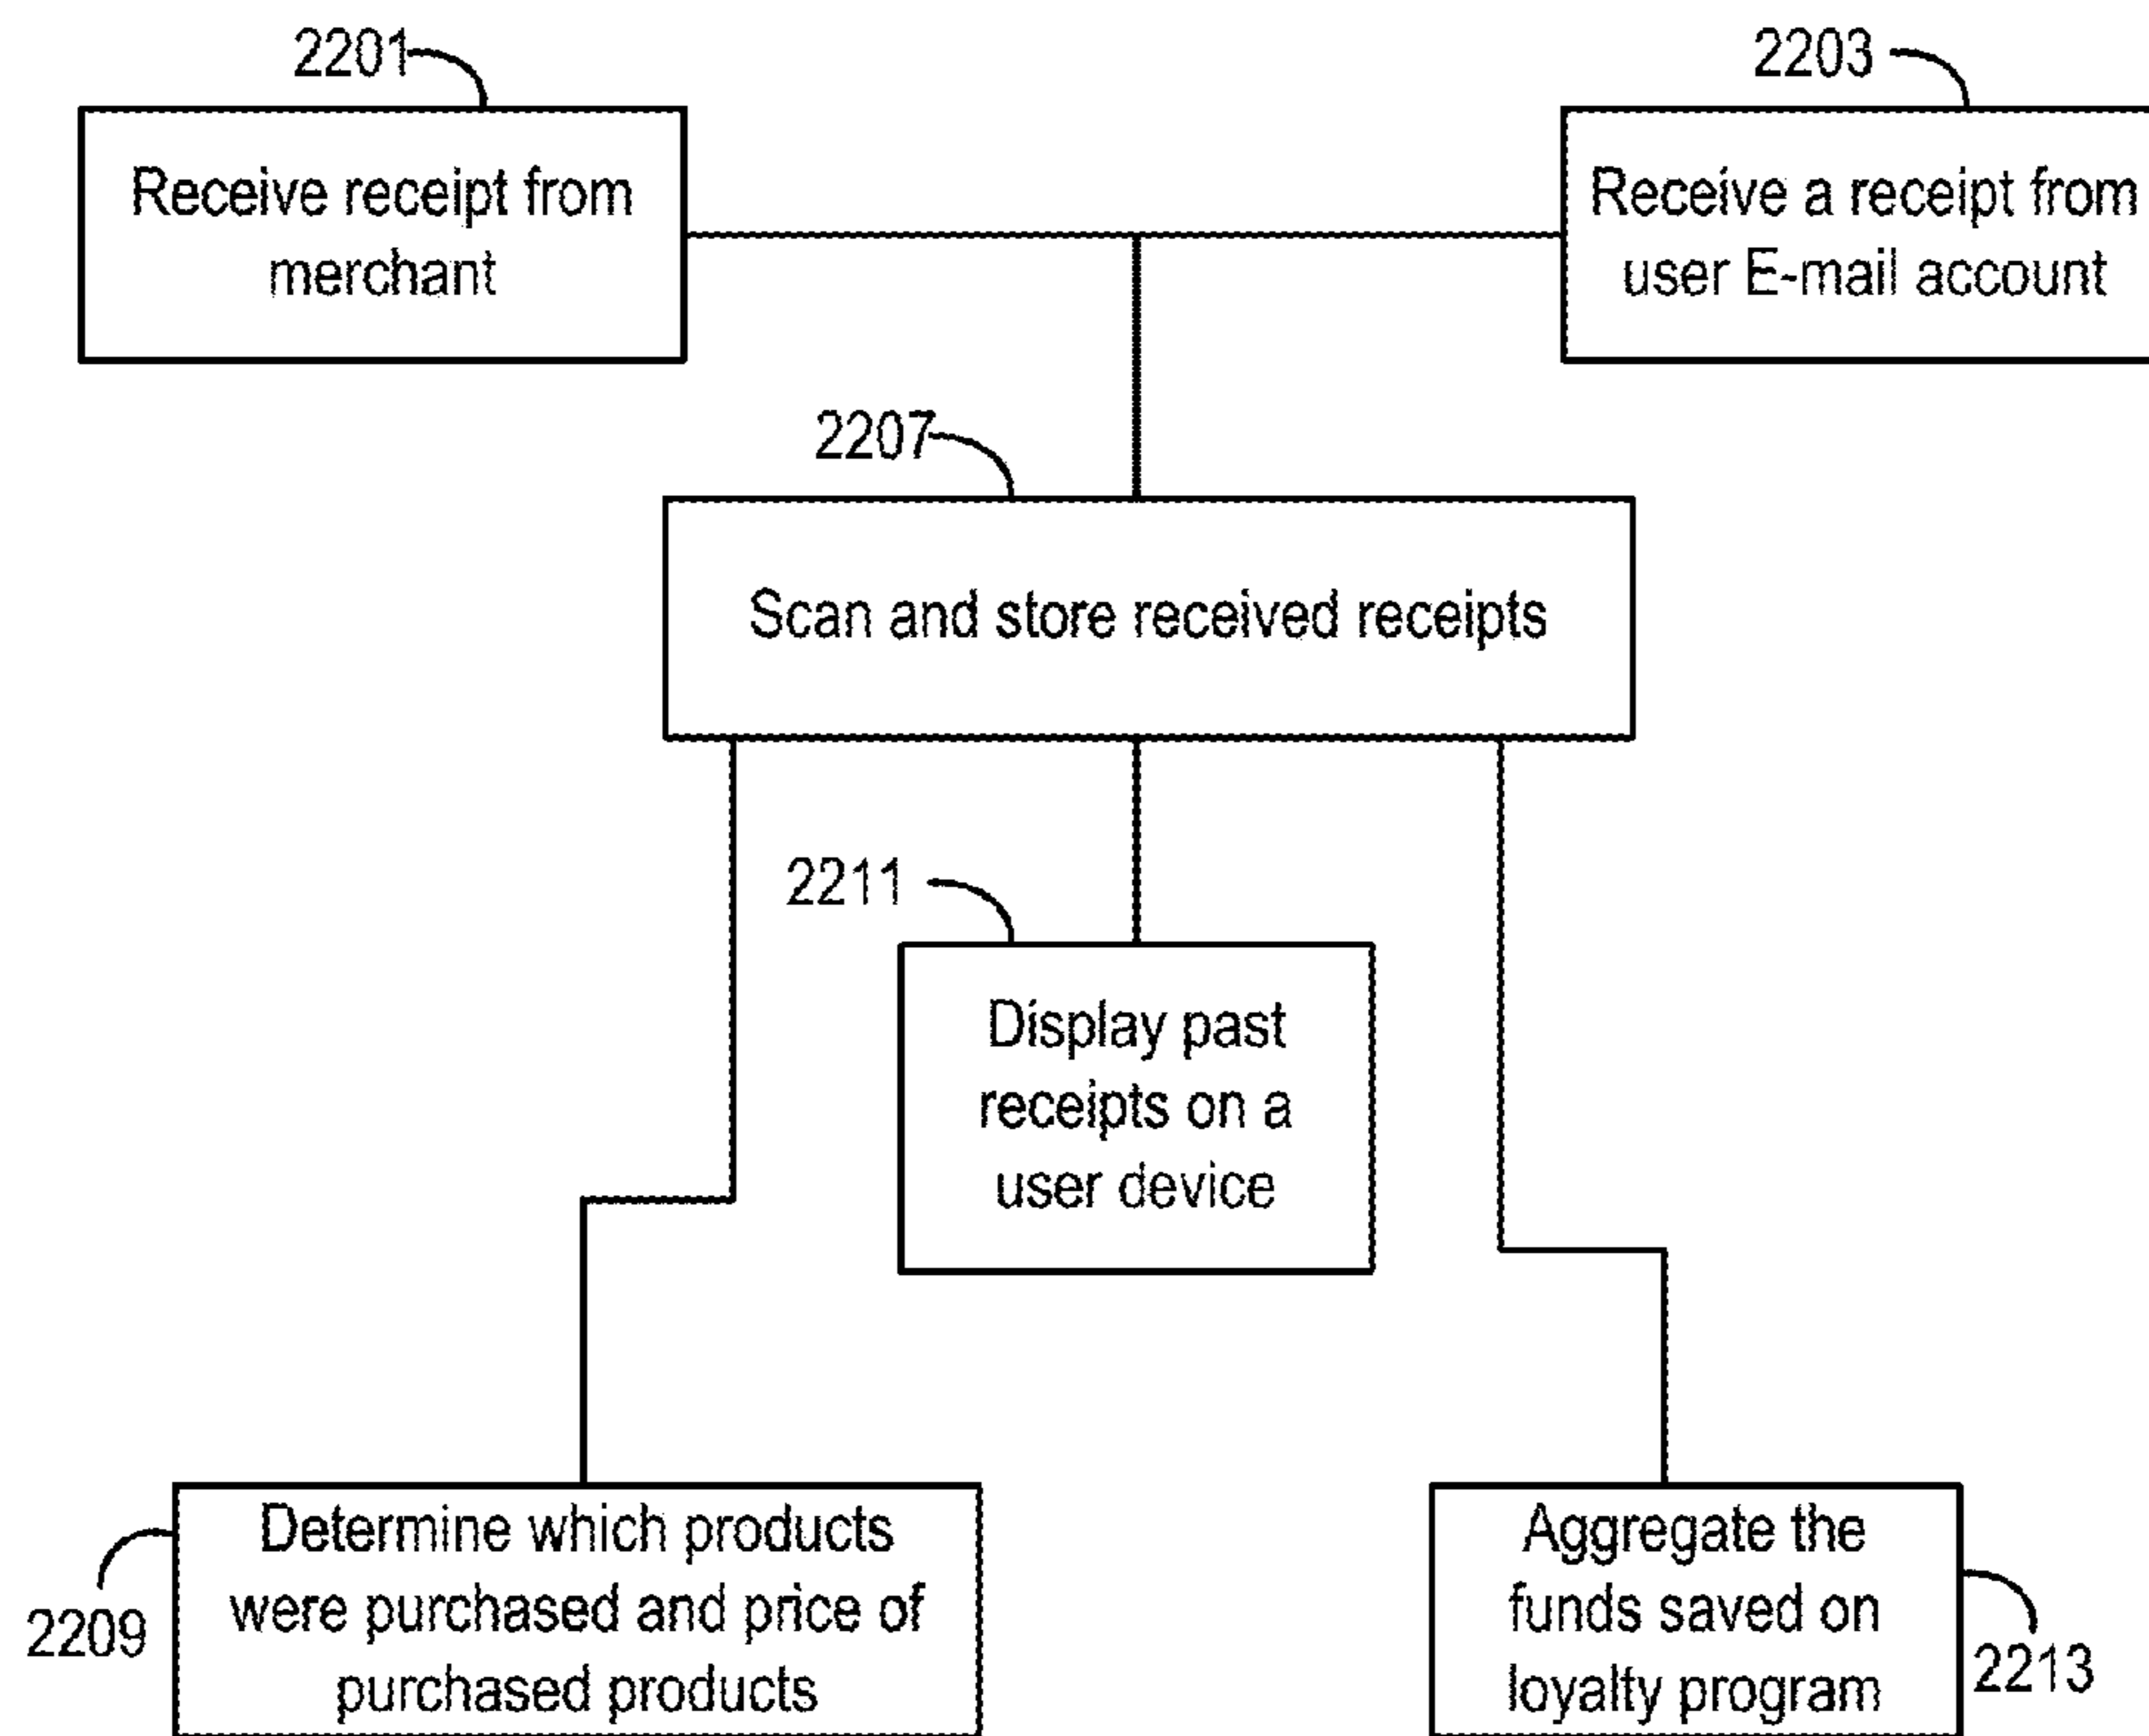 2201
2203
Receive receipt from
merchant
Receive a receipt from
user E-mail account
2207
Scan and store received receipts
2211
Display past
receipts on a
user device
Determine which products
were purchased and price of
purchased products
2209
Aggregate the
funds saved on
loyalty program
2213